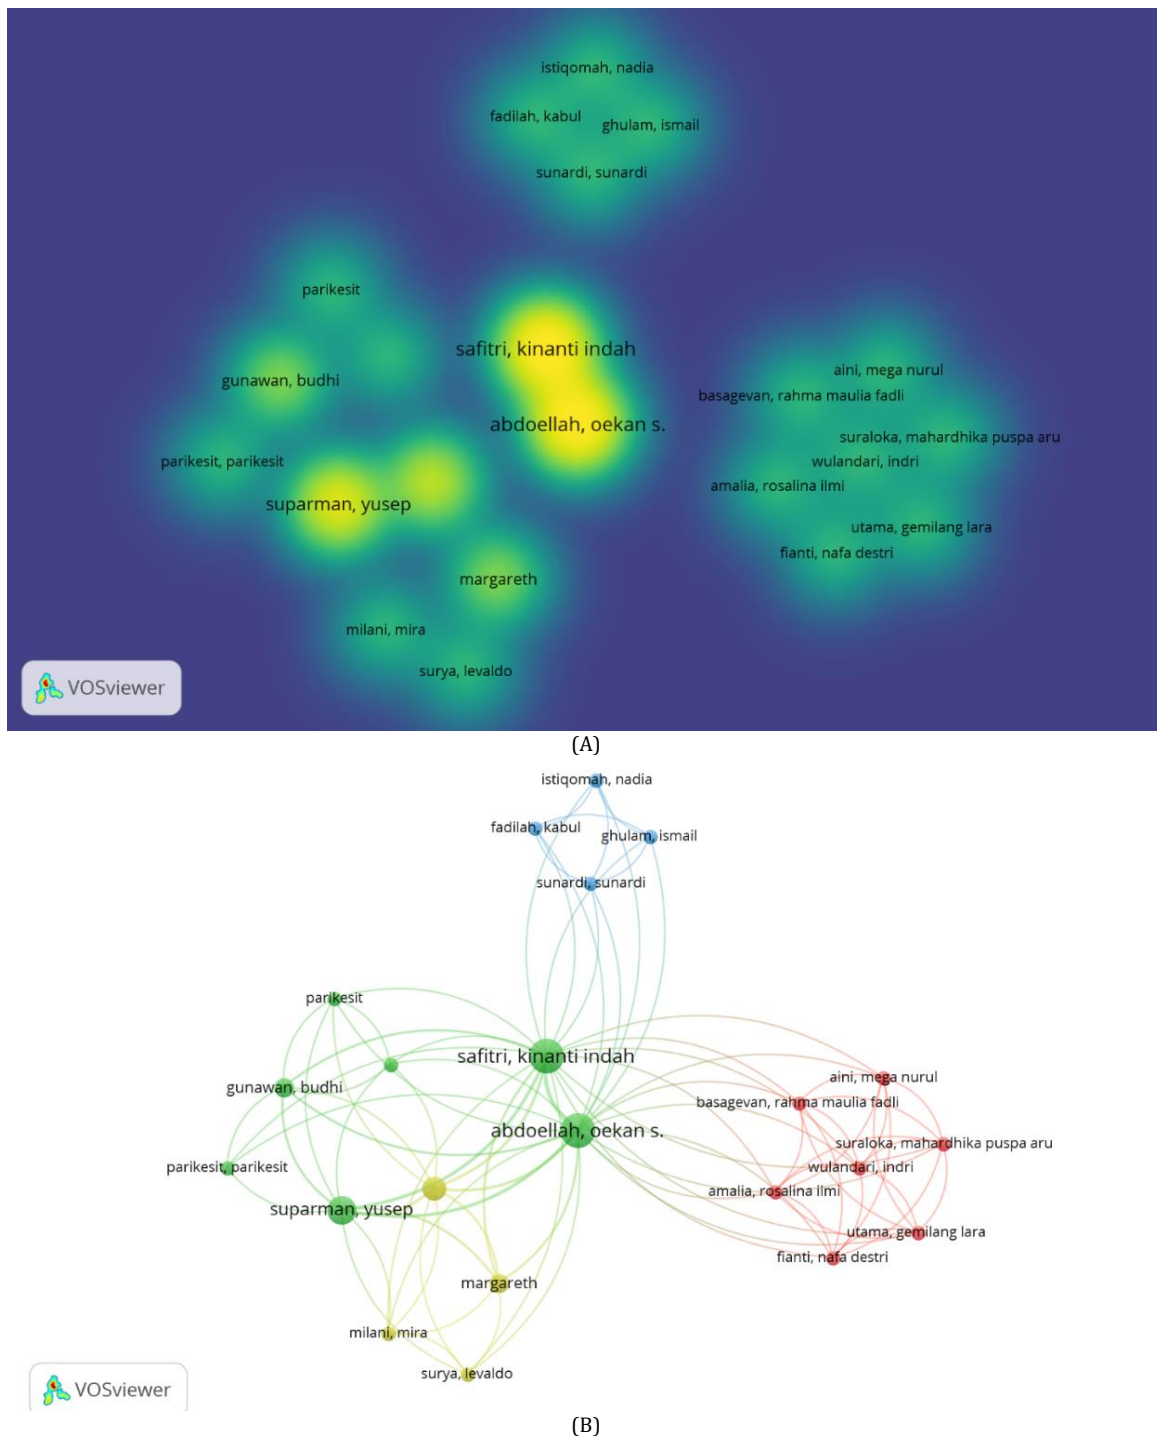 istiqomah, nadia
fadilah, kabul
ghulam, ismail
sunardi, sunardi
parikesit
safitri, kinanti indah
gunawan, budhi
aini, mega nurul
basagevan, rahma maulia fadli
abdoellah, oekan s.
suraloka, mahardhika puspa aru
parikesit, parikesit
wulandari, indri
amalia, rosalina ilmi
suparman, yusep
utama, gemilang lara
fianti, nafa destri
margareth
milani, mira
surya, levaldo
VOSviewer
(A)
istiqomah, nadia
fadilah, kabul
ghulam, ismail
sunardi, sunardi
parikesit
safitri, kinanti indah
aini, mega nurul
gunawan, budhi
basagevan, rahma maulia fadli
abdoellah, oekan s.
suraloka, mahardhika puspa aru
parikesit, parikesit
wulandari, indri
amalia, rosalina ilmi
suparman, yusep
utama, gemilang lara
fianti, nafa destri
margareth
milani, mira
surya, levaldo
VOSviewer
(B)